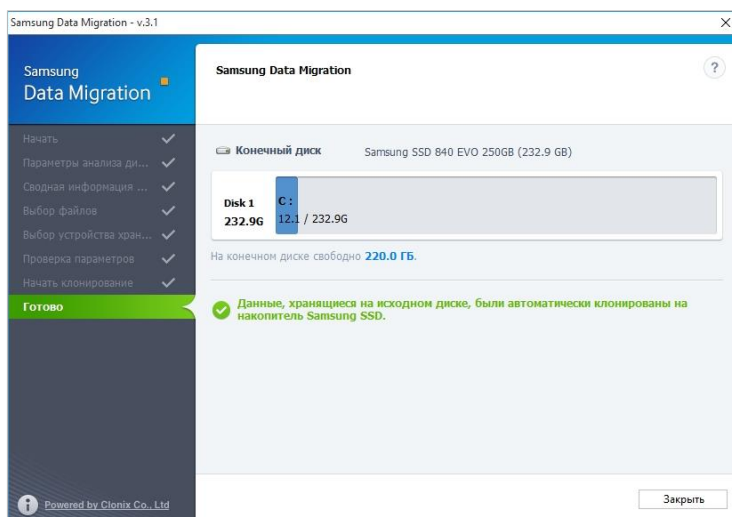 Samsung Data Migration - v.3.1
Samsung
Data Migration
Начать
Параметры анализа ди...
Сводная информация ...
Выбор файлов
Выбор устройства хран...
Проверка параметров
Начать клонирование
Готово
Powered by Clonix Co., Ltd
Samsung Data Migration
?
Конечный диск Samsung SSD 840 EVO 250GB (232.9 GB)
Disk 1
232.9G
C :
12.1 / 232.9G
На конечном диске свободно 220.0 ГБ.
Данные, хранящиеся на исходном диске, были автоматически клонированы на
накопитель Samsung SSD.
Закрыть